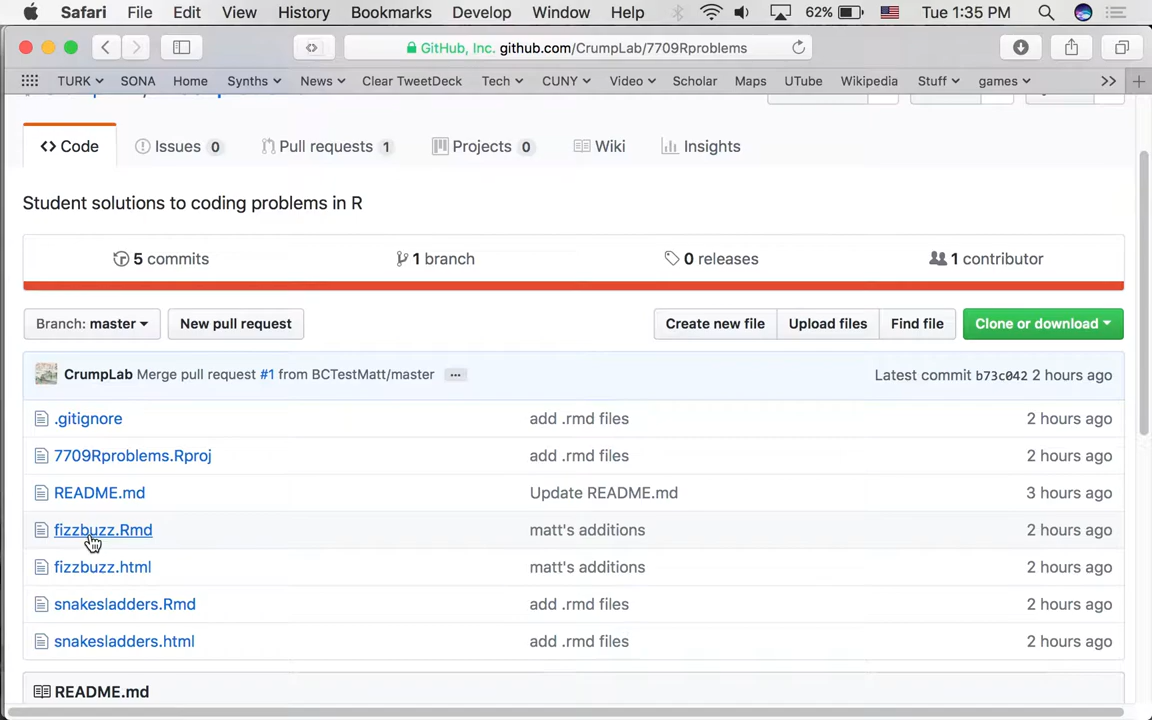 Safari File Edit View History Bookmarks Develop Window Help 62% Tue 1:35 PM
GitHub, Inc. github.com/CrumpLab/7709Rproblems
TURK SONA Home Synths News Clear TweetDeck Tech CUNY Video Scholar Maps UTube Wikipedia Stuff games >> +
<> Code Issues 0 Pull requests 1 Projects 0 Wiki Insights
Student solutions to coding problems in R
5 commits 1 branch 0 releases 1 contributor
Branch: master New pull request Create new file Upload files Find file Clone or download
CrumpLab Merge pull request #1 from BCTestMatt/master ... Latest commit b73c042 2 hours ago
.gitignore add .rmd files 2 hours ago
7709Rproblems.Rproj add .rmd files 2 hours ago
README.md Update README.md 3 hours ago
fizzbuzz.Rmd matt's additions 2 hours ago
fizzbuzz.html matt's additions 2 hours ago
snakesladders.Rmd add .rmd files 2 hours ago
snakesladders.html add .rmd files 2 hours ago
README.md